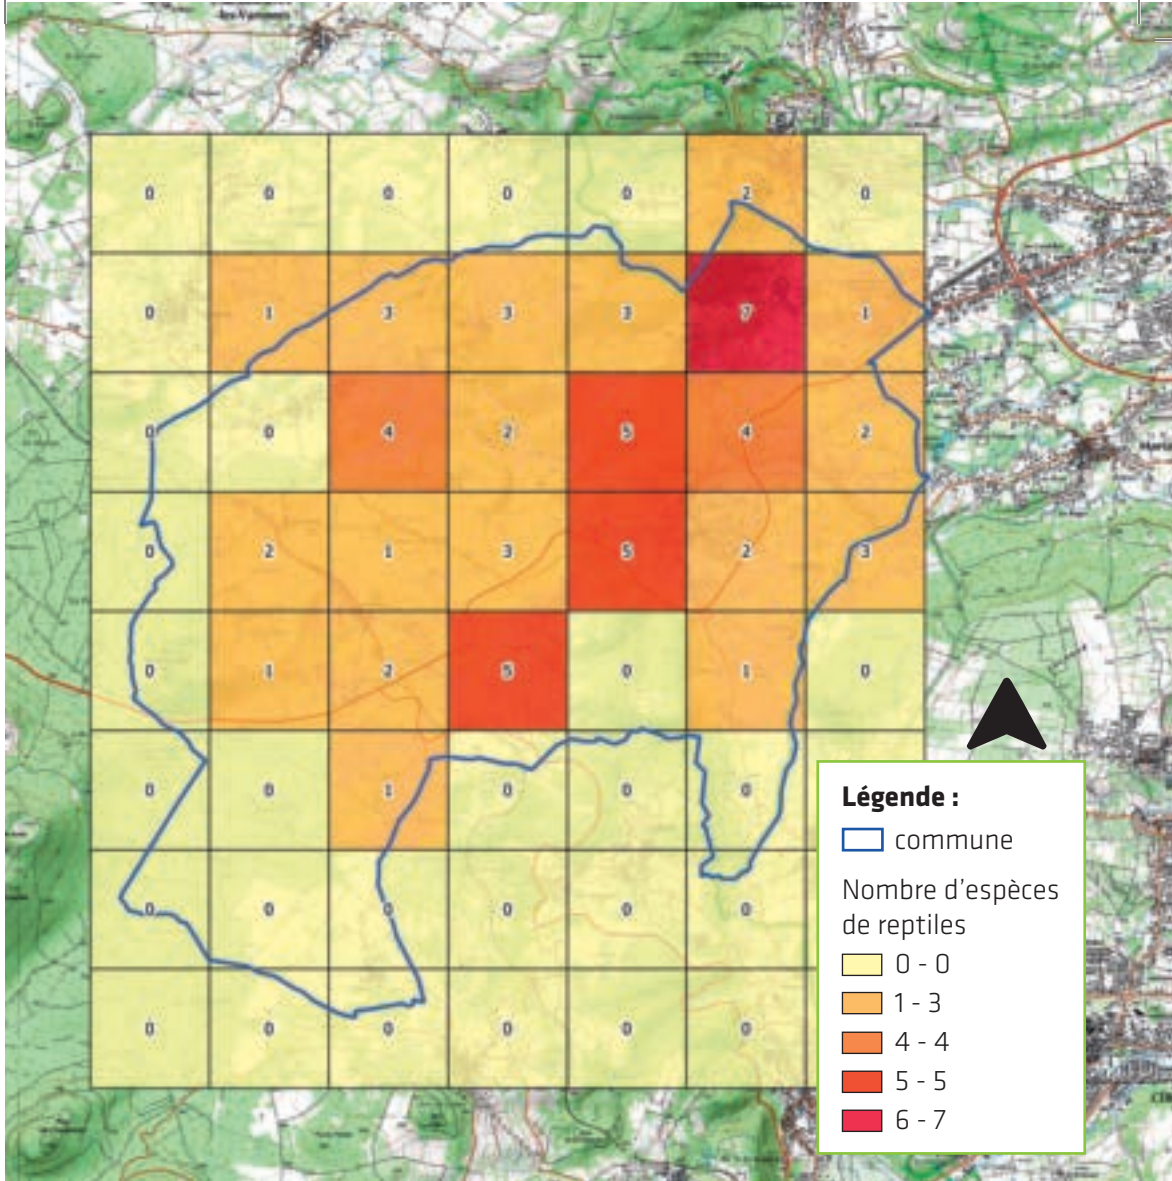 0 0 0 0 0 2 0
0 1 3 3 3 7 1
0 0 4 2 5 4 2
0 2 1 3 5 2 3
0 1 2 5 0 1 0
0 0 1 0 0 0
0 0 0 0 0 0
0 0 0 0 0 0
Légende :
commune
Nombre d'espèces
de reptiles
0 - 0
1 - 3
4 - 4
5 - 5
6 - 7